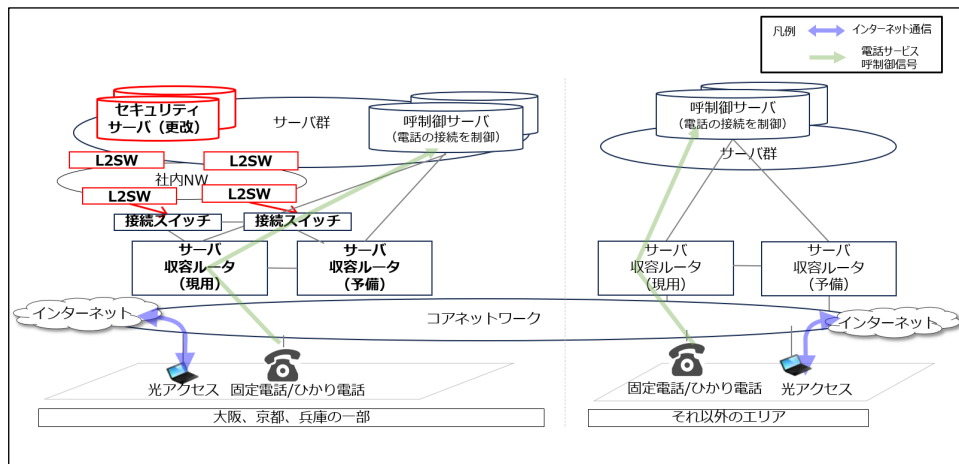 凡例
インターネット通信
電話サービス
呼制御信号
セキュリティ
サーバ（更改）
サーバ群
呼制御サーバ
（電話の接続を制御）
L2SW
L2SW
社内NW
L2SW
L2SW
接続スイッチ
接続スイッチ
サーバ
収容ルータ
（現用）
サーバ
収容ルータ
（予備）
インターネット
コアネットワーク
光アクセス
固定電話/ひかり電話
大阪、京都、兵庫の一部
呼制御サーバ
（電話の接続を制御）
サーバ群
サーバ
収容ルータ
（現用）
サーバ
収容ルータ
（予備）
インターネット
固定電話/ひかり電話
光アクセス
それ以外のエリア